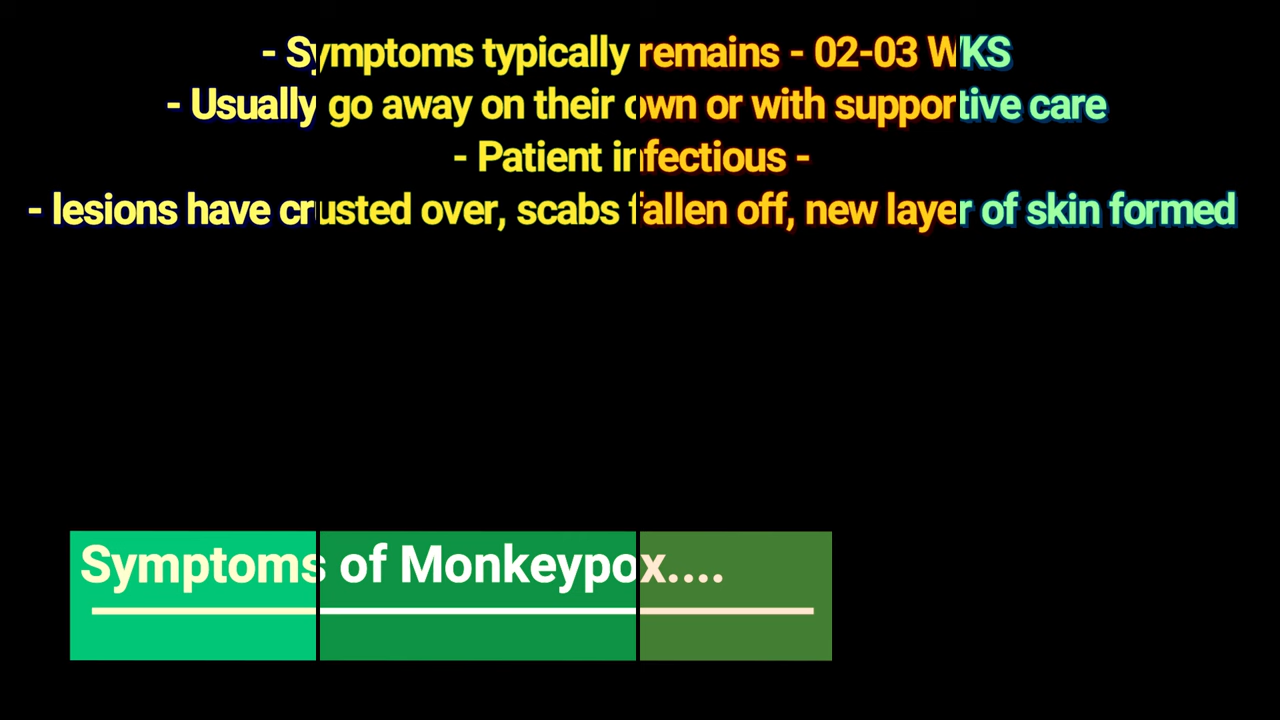 - Symptoms typically remains - 02-03 WKS
- Usually go away on their own or with supportive care
- Patient infectious -
- lesions have crusted over, scabs fallen off, new layer of skin formed
Symptoms of Monkeypox....